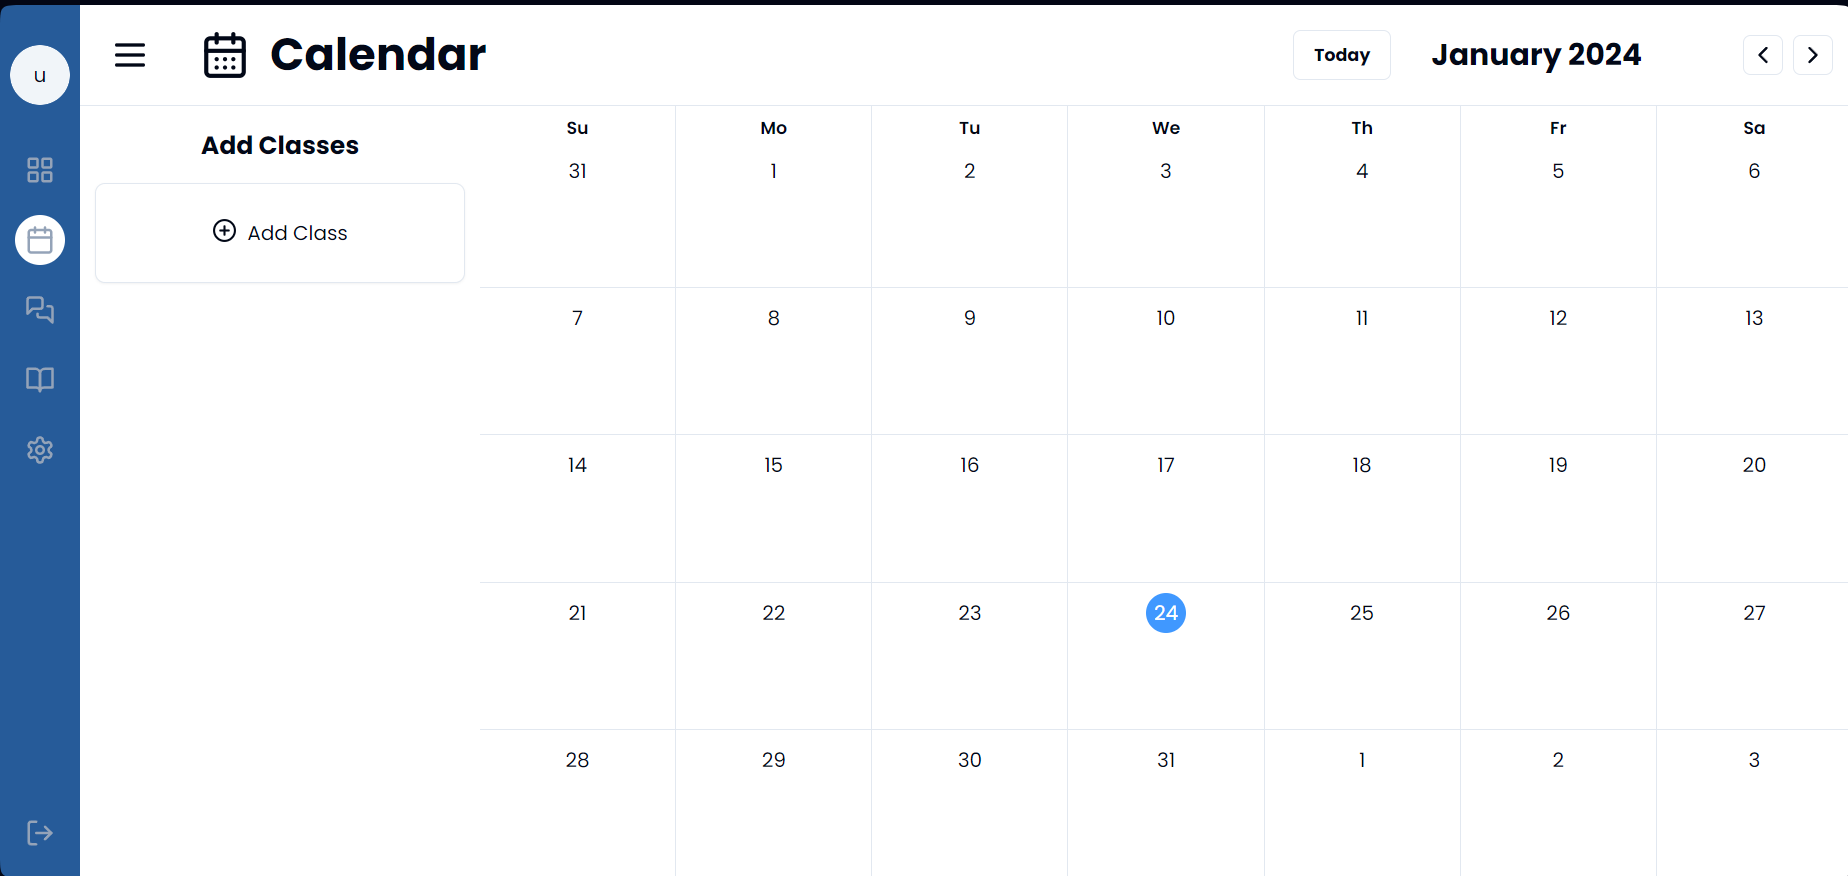 u
Calendar
Today
January 2024
Add Classes
Add Class
Su Mo Tu We Th Fr Sa
31 1 2 3 4 5 6
7 8 9 10 11 12 13
14 15 16 17 18 19 20
21 22 23 24 25 26 27
28 29 30 31 1 2 3